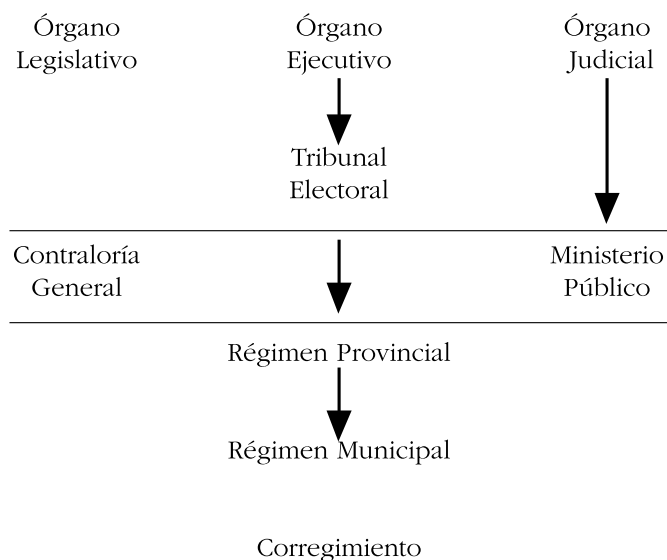 Órgano
Legislativo
Órgano
Ejecutivo
Órgano
Judicial
Tribunal
Electoral
Contraloría
General
Ministerio
Público
Régimen Provincial
Régimen Municipal
Corregimiento